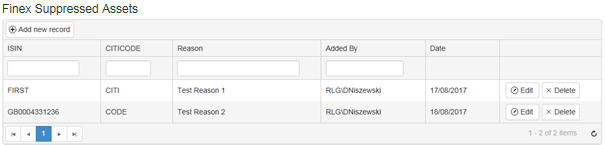 Finex Suppressed Assets
Add new record
ISIN CITICODE Reason Added By Date
FIRST CITI Test Reason 1 RLG\DNiszewski 17/08/2017 Edit Delete
GB0004331236 CODE Test Reason 2 RLG\DNiszewski 18/08/2017 Edit Delete
1 1 - 2 of 2 items